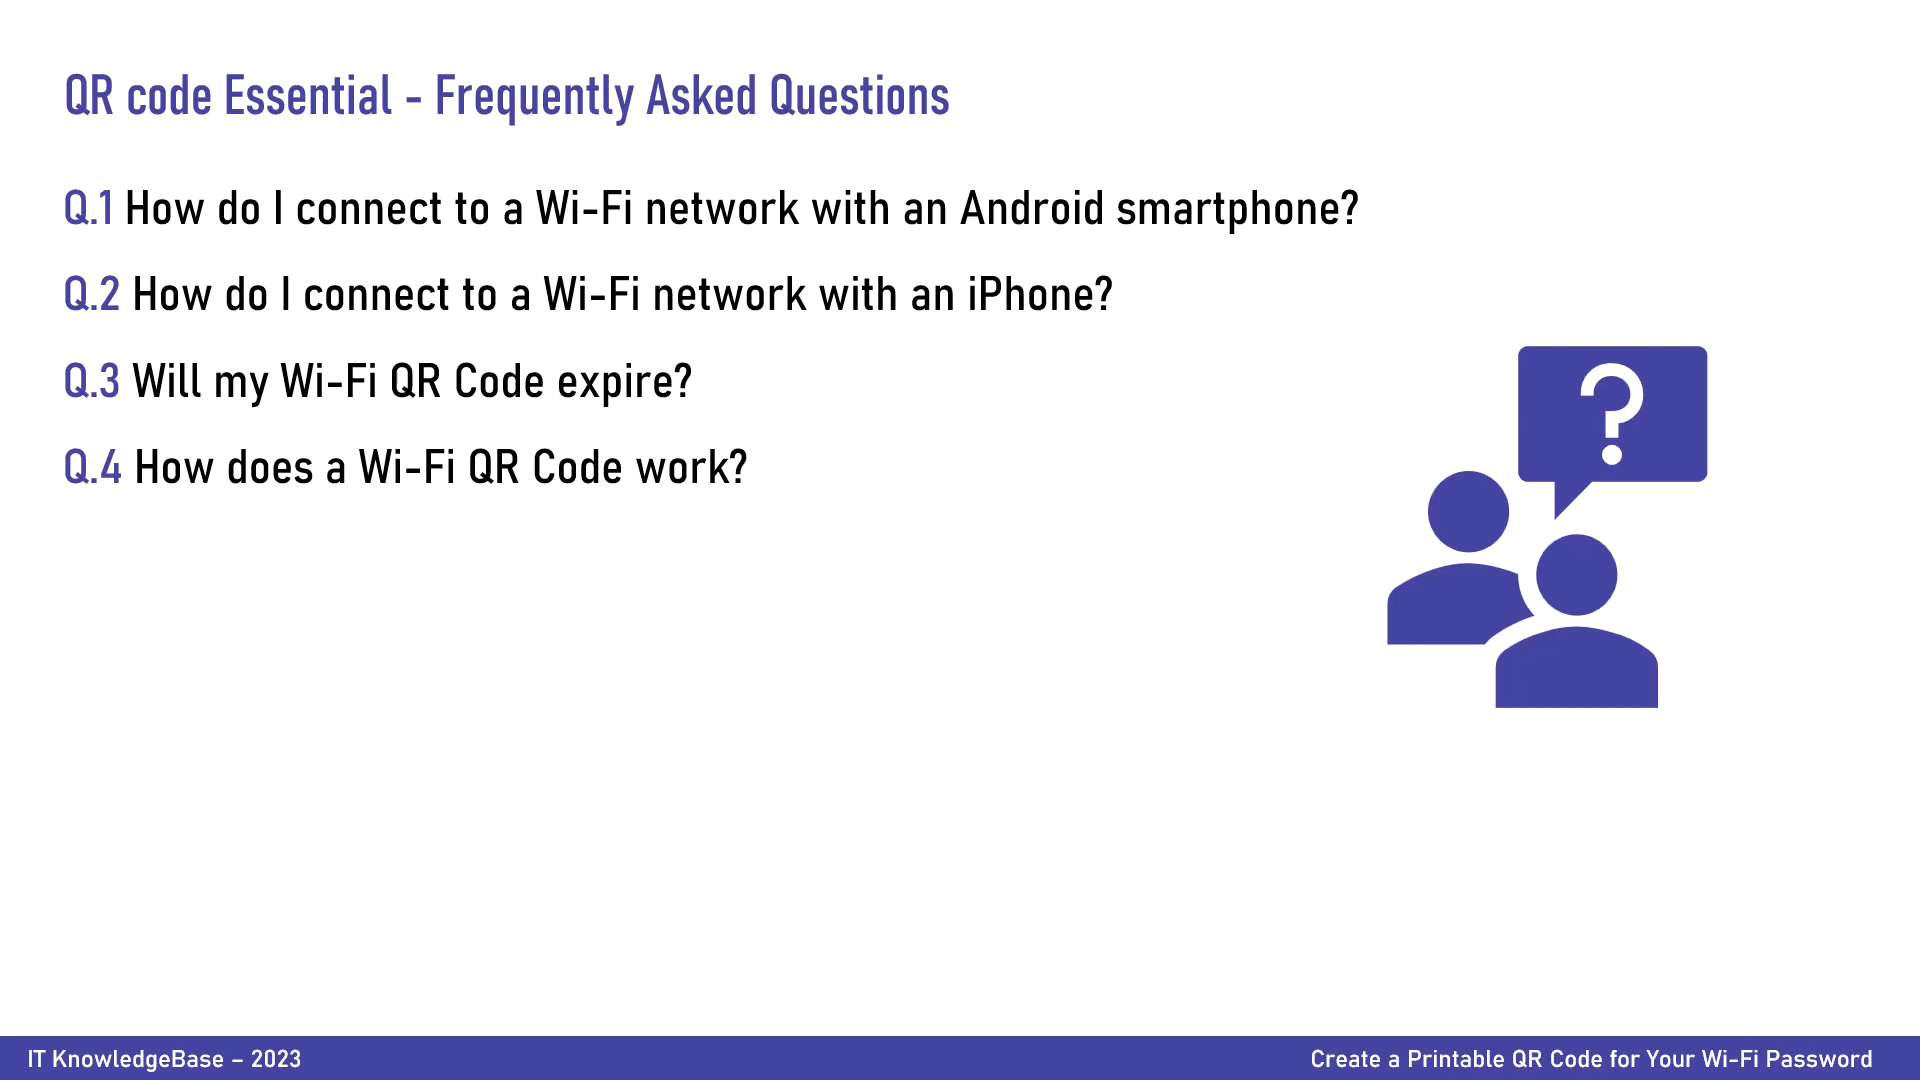 QR code Essential - Frequently Asked Questions
Q.1 How do I connect to a Wi-Fi network with an Android smartphone?
Q.2 How do I connect to a Wi-Fi network with an iPhone?
Q.3 Will my Wi-Fi QR Code expire?
Q.4 How does a Wi-Fi QR Code work?
?
IT KnowledgeBase – 2023
Create a Printable QR Code for Your Wi-Fi Password